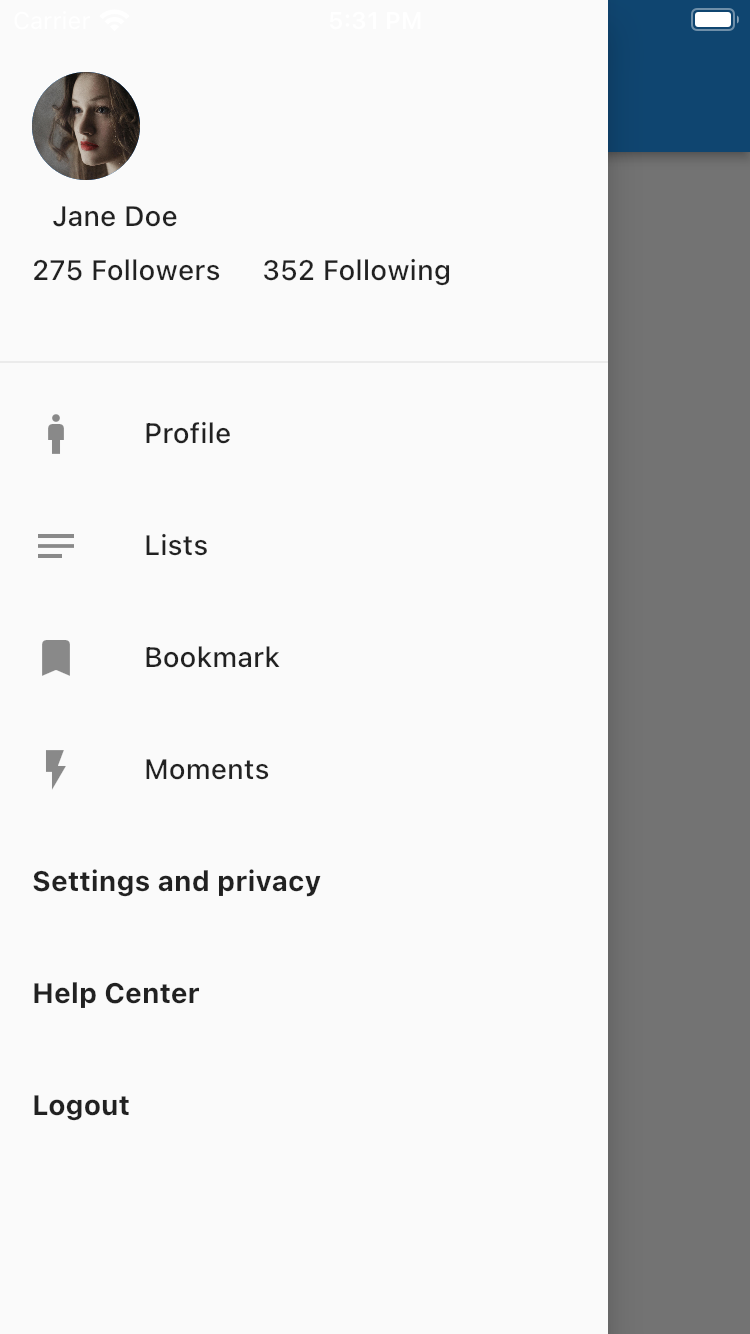 Carrier 5:31 PM
Jane Doe
275 Followers 352 Following
Profile
Lists
Bookmark
Moments
Settings and privacy
Help Center
Logout